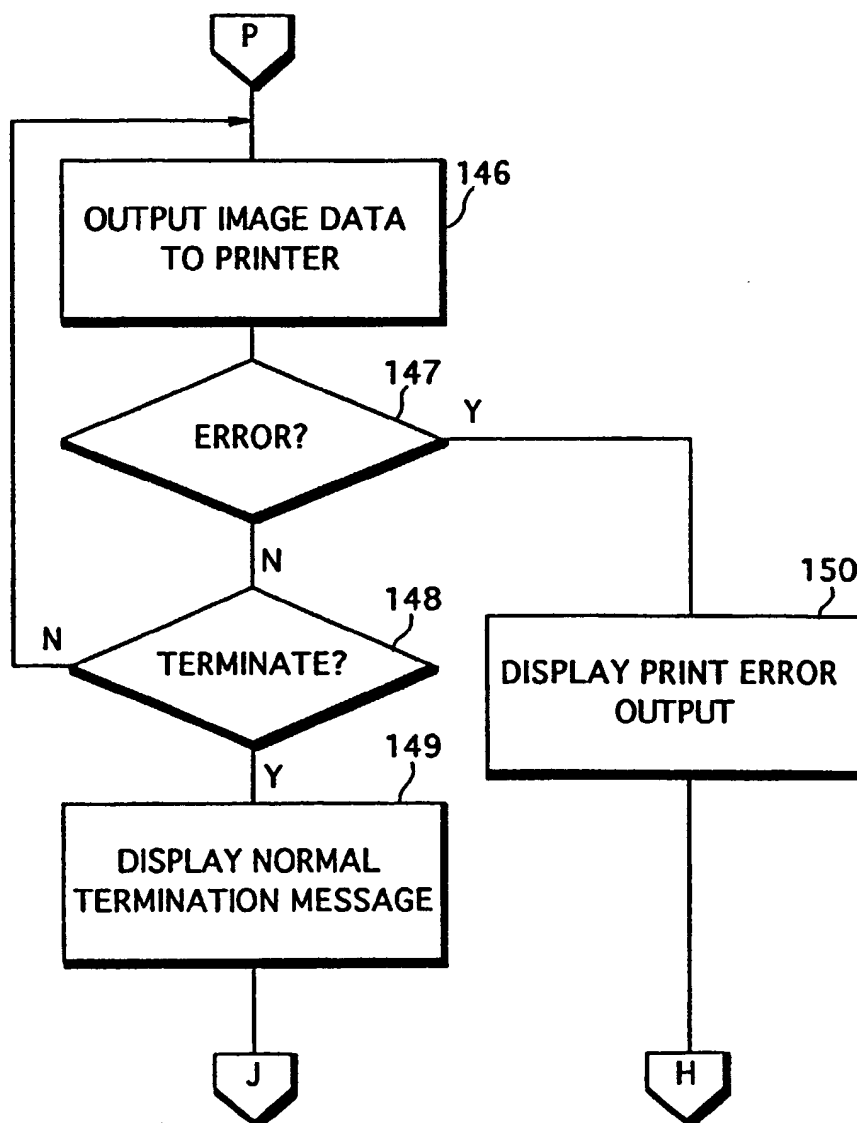 P
146
OUTPUT IMAGE DATA
TO PRINTER
147
ERROR?
Y
N
148
N
TERMINATE?
150
DISPLAY PRINT ERROR
OUTPUT
Y
149
DISPLAY NORMAL
TERMINATION MESSAGE
J
H